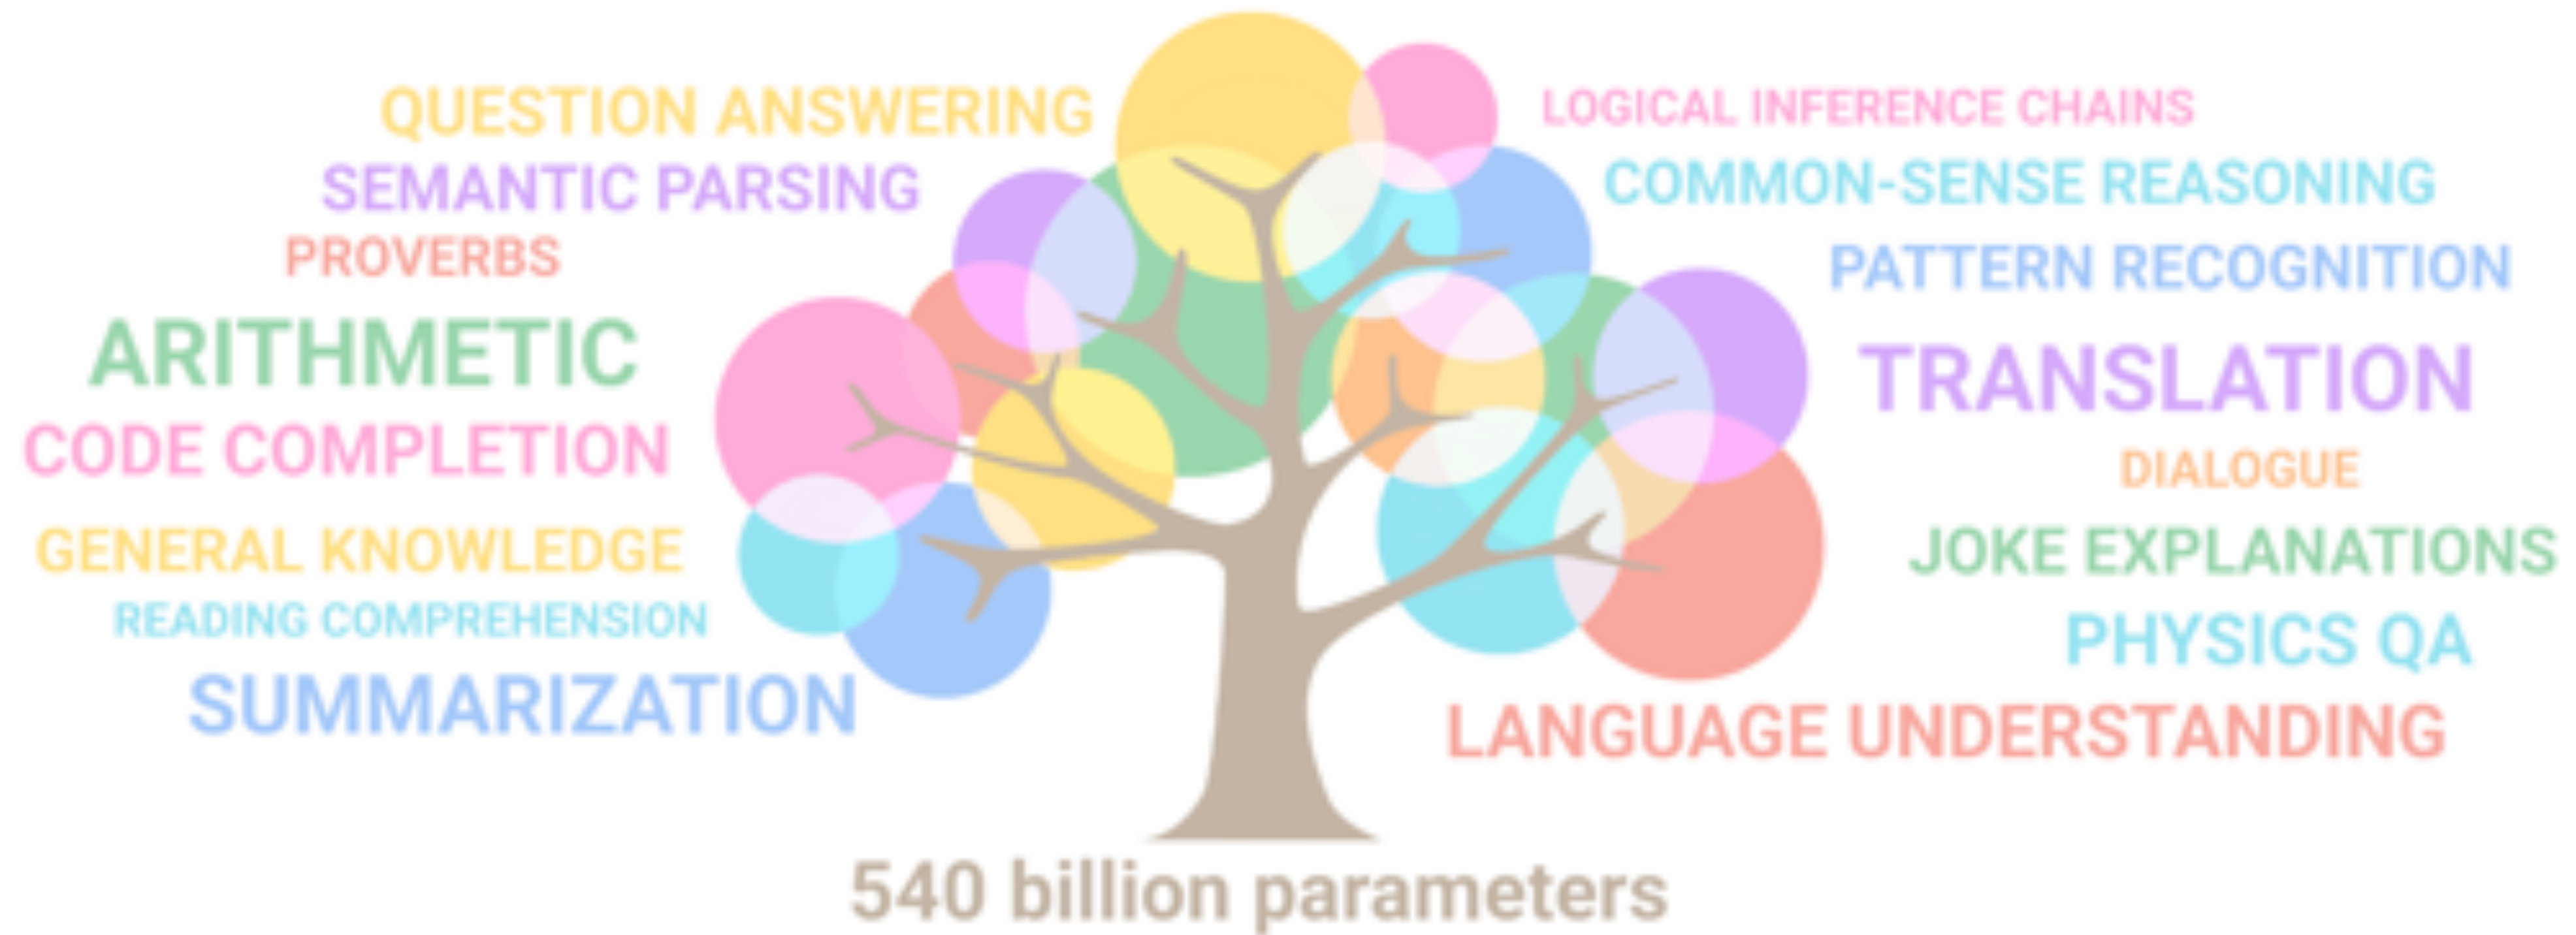 QUESTION ANSWERING
SEMANTIC PARSING
PROVERBS
ARITHMETIC
CODE COMPLETION
GENERAL KNOWLEDGE
READING COMPREHENSION
SUMMARIZATION
LOGICAL INFERENCE CHAINS
COMMON-SENSE REASONING
PATTERN RECOGNITION
TRANSLATION
DIALOGUE
JOKE EXPLANATIONS
PHYSICS QA
LANGUAGE UNDERSTANDING
540 billion parameters